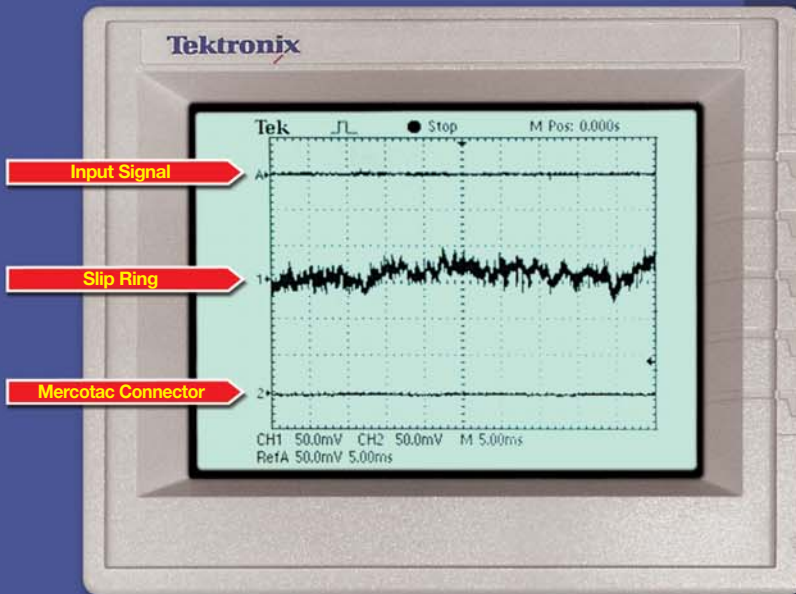 Tektronix
Tek Stop M Pos: 0.000s
Input Signal
A
Slip Ring
1
Mercotac Connector
2
CH1 50.0mV CH2 50.0mV M 5.00ms
RefA 50.0mV 5.00ms